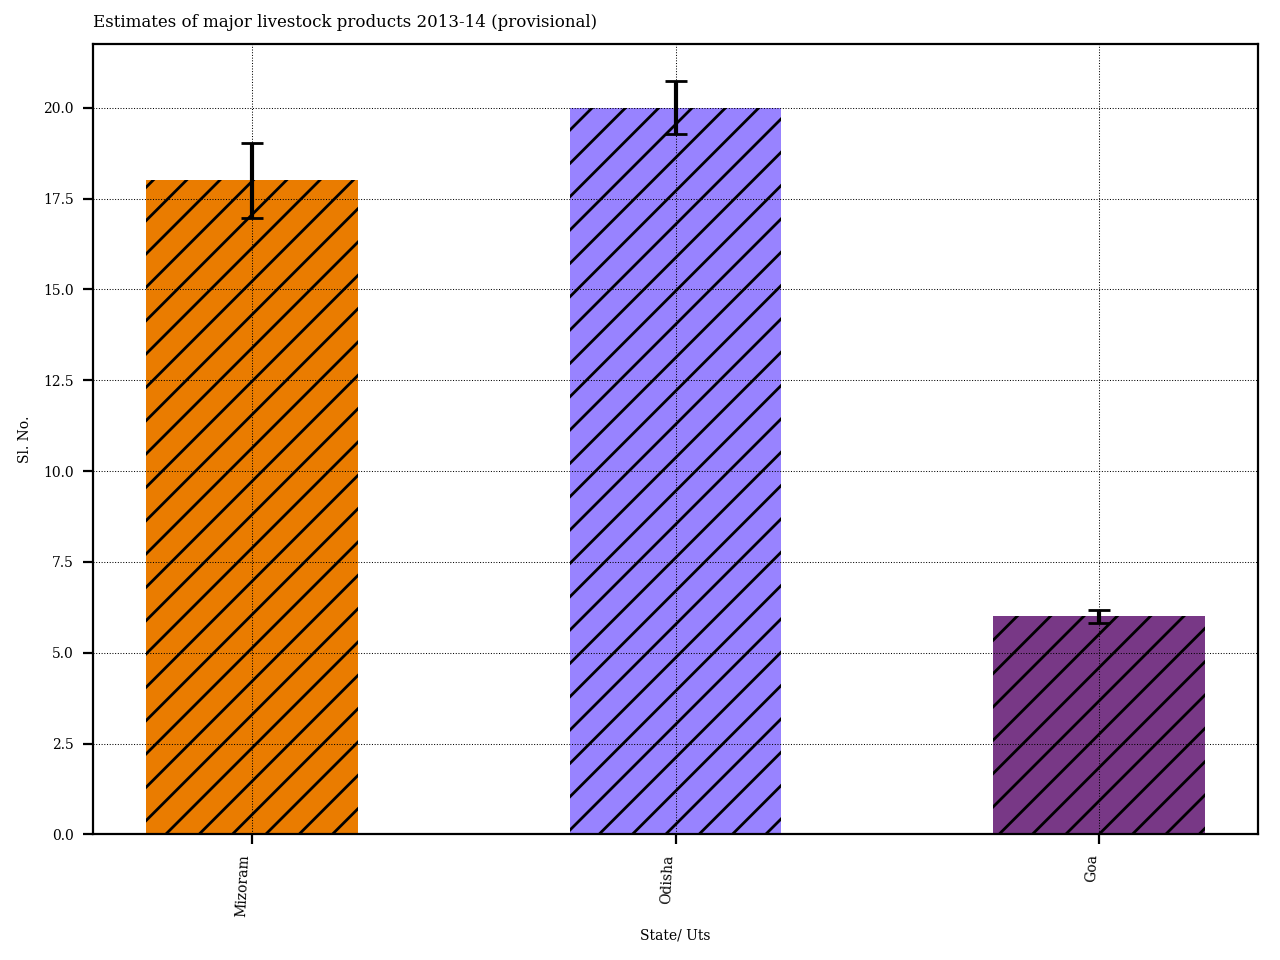 Estimates of major livestock products 2013-14 (provisional)
Sl. No.
20.0
17.5
15.0
12.5
10.0
7.5
5.0
2.5
0.0
Mizoram
Odisha
Goa
State/ Uts